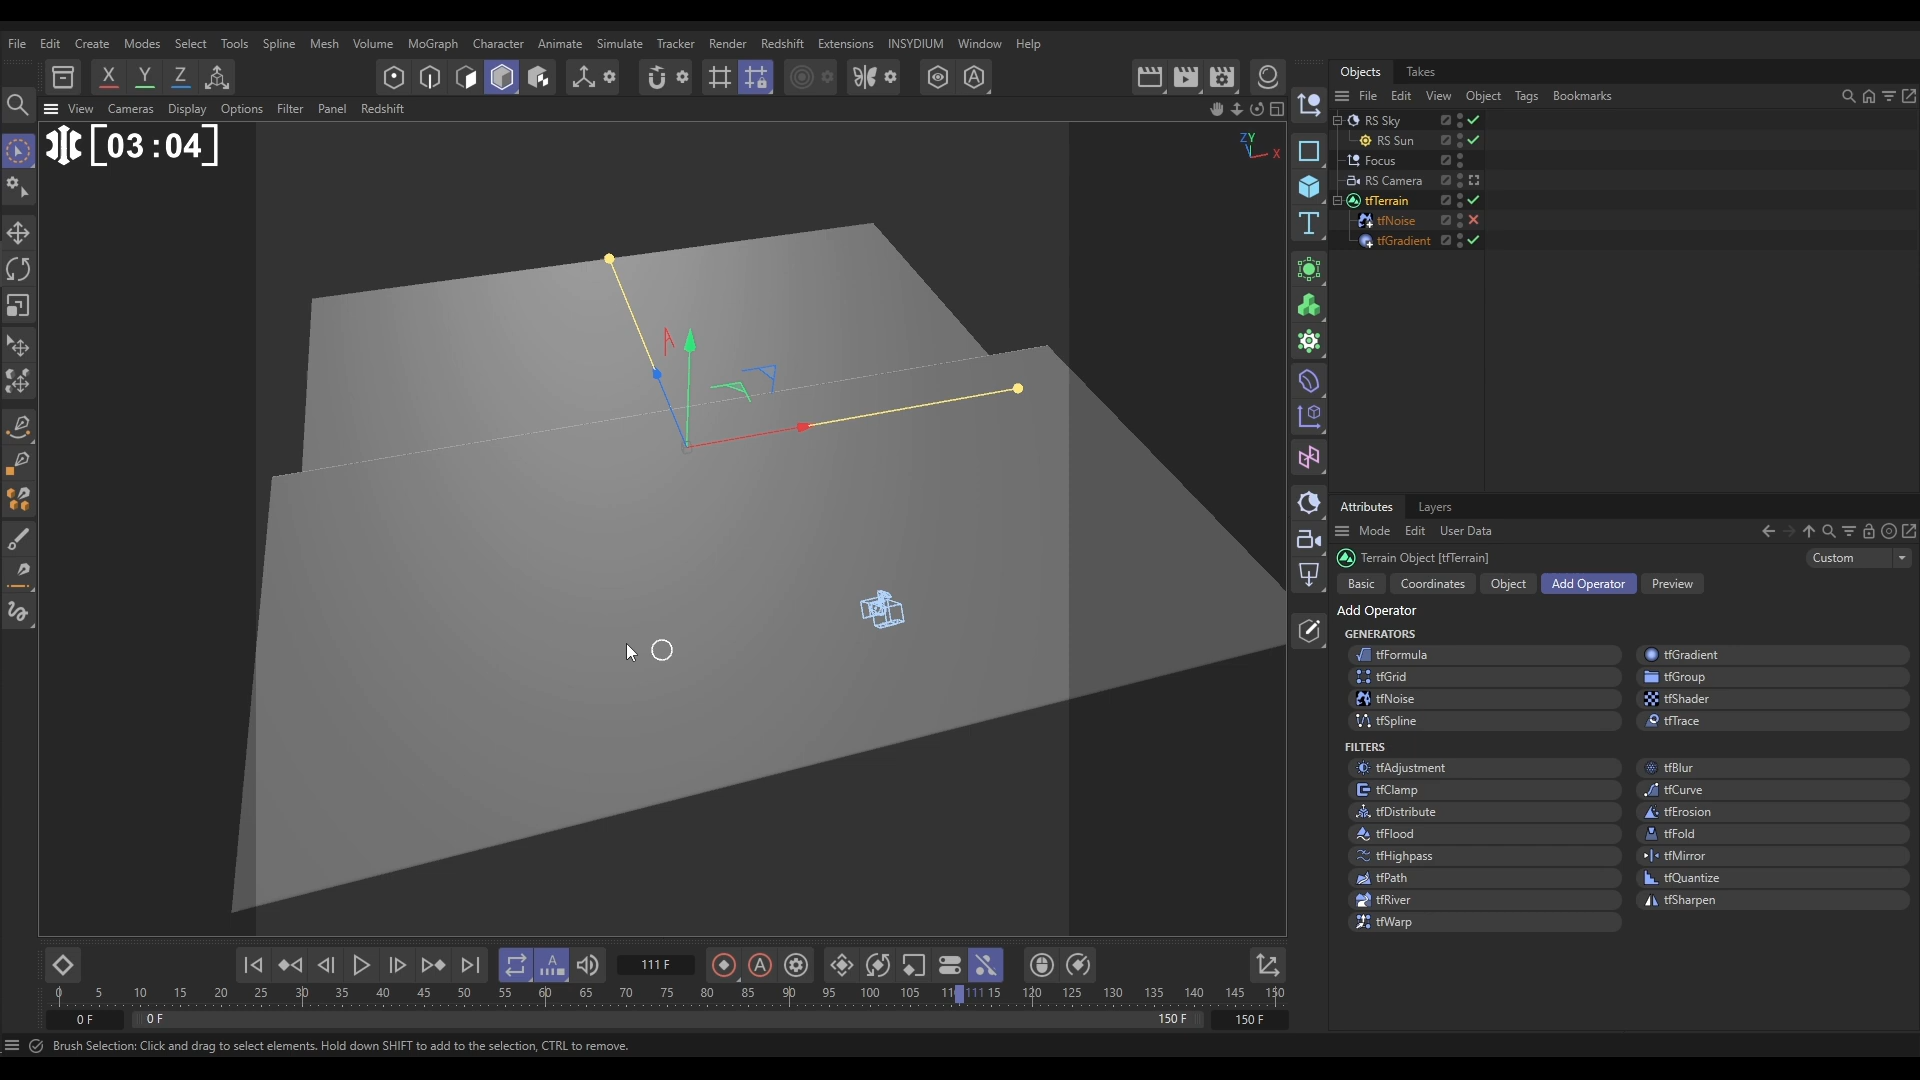 File Edit Create Modes Select Tools Spline Mesh Volume MoGraph Character Animate Simulate Tracker Render Redshift Extensions INSYDIUM Window Help
X Y Z
View Cameras Display Options Filter Panel Redshift
[03:04]
ZY
X
Objects Takes
File Edit View Object Tags Bookmarks
RS Sky
RS Sun
Focus
RS Camera
tfTerrain
tfNoise
tfGradient
Attributes Layers
Mode Edit User Data
Terrain Object [tfTerrain] Custom
Basic Coordinates Object Add Operator Preview
Add Operator
GENERATORS
tfFormula tfGradient
tfGrid tfGroup
tfNoise tfShader
tfSpline tfTrace
FILTERS
tfAdjustment tfBlur
tfClamp tfCurve
tfDistribute tfErosion
tfFlood tfFold
tfHighpass tfMirror
tfPath tfQuantize
tfRiver tfSharpen
tfWarp
111 F
0 5 10 15 20 25 30 35 40 45 50 55 60 65 70 75 80 85 90 95 100 105 11 111 15 120 125 130 135 140 145 150
0 F 0 F 150 F 150 F
Brush Selection: Click and drag to select elements. Hold down SHIFT to add to the selection, CTRL to remove.